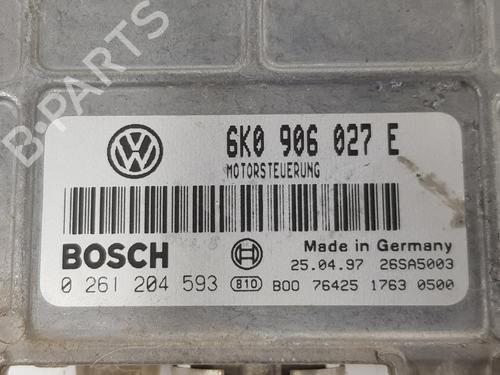 B-PARTS
6K0 906 027 E
MOTORSTEUERUNG
BOSCH
Made in Germany
25.04.97 26SA5003
0 261 204 593 B10 B00 76425 1763 0500